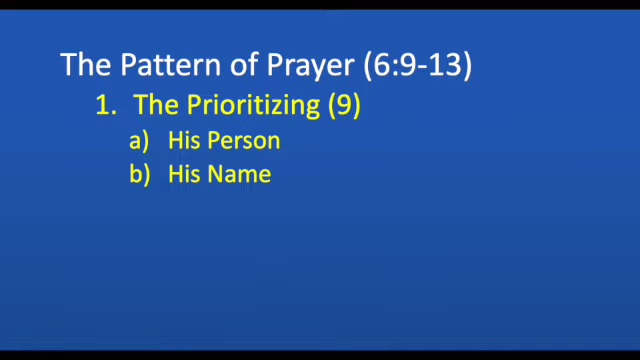 The Pattern of Prayer (6:9-13)
1. The Prioritizing (9)
a) His Person
b) His Name